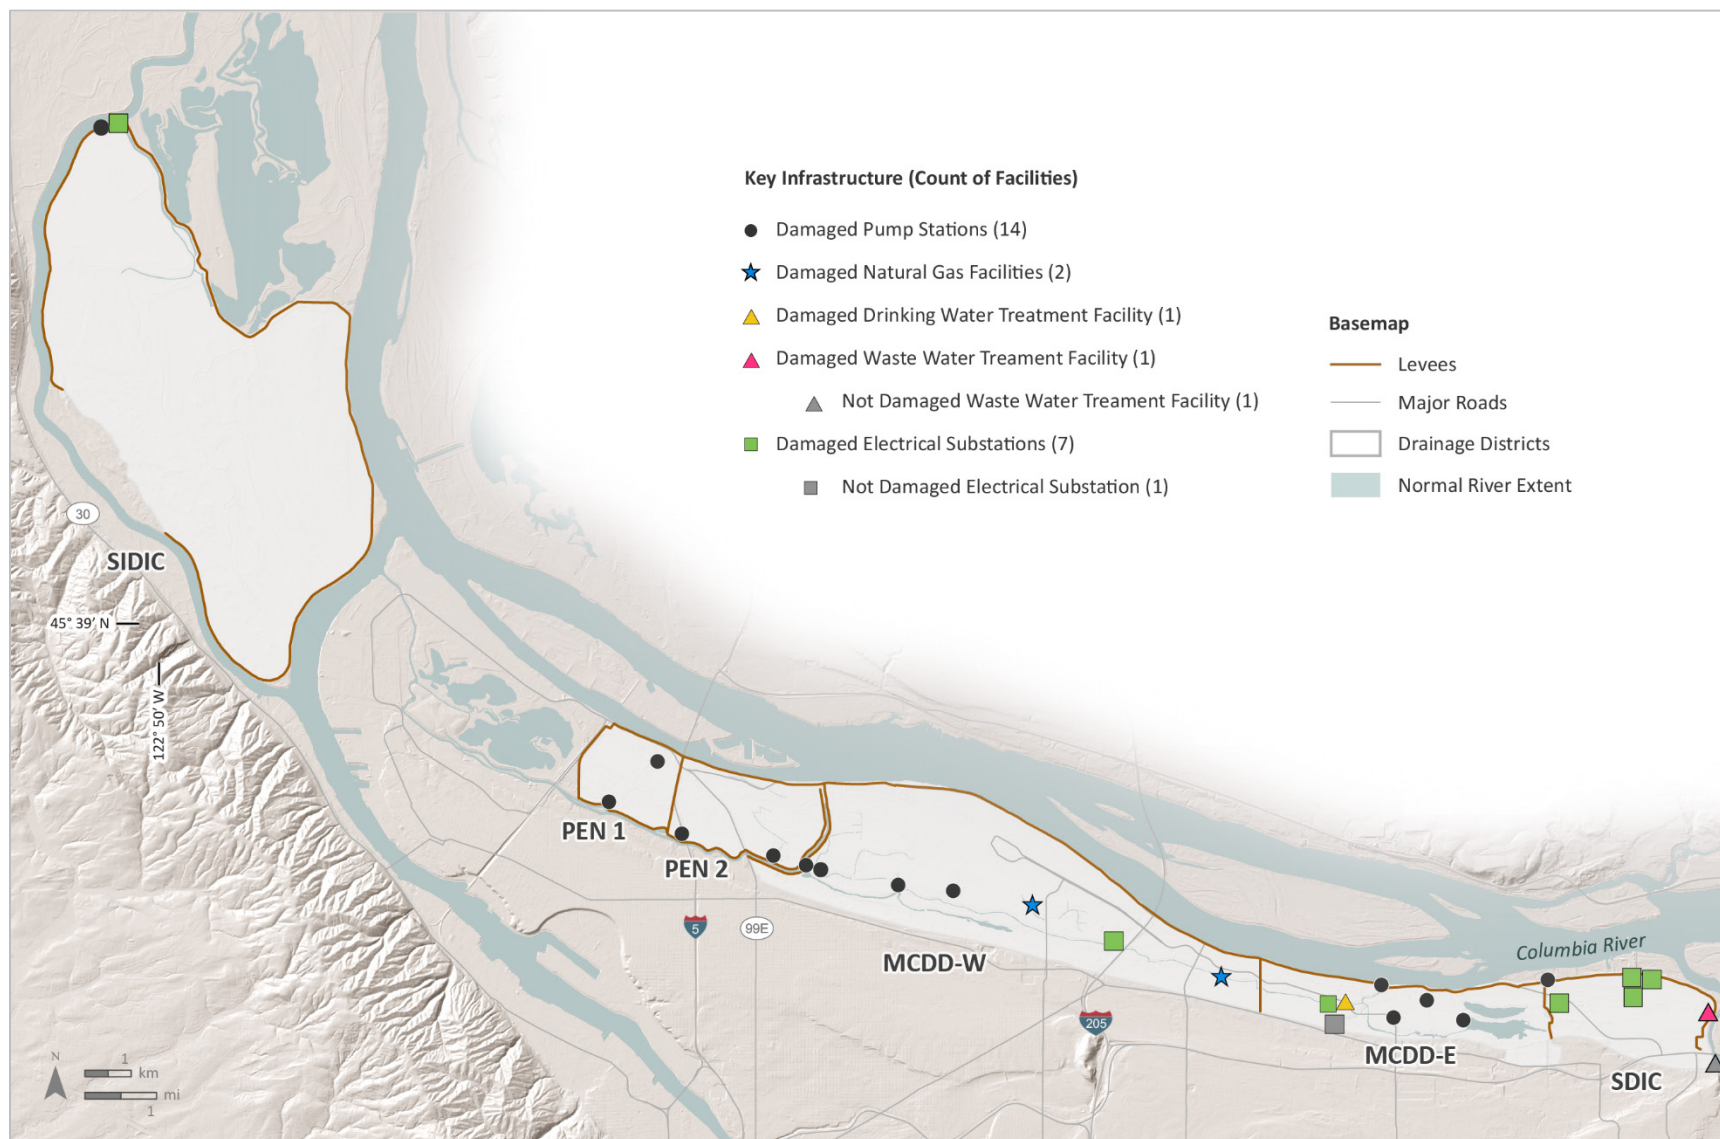 Key Infrastructure (Count of Facilities)
Damaged Pump Stations (14)
Damaged Natural Gas Facilities (2)
Damaged Drinking Water Treatment Facility (1)
Damaged Waste Water Treament Facility (1)
Not Damaged Waste Water Treament Facility (1)
Damaged Electrical Substations (7)
Not Damaged Electrical Substation (1)
Basemap
Levees
Major Roads
Drainage Districts
Normal River Extent
30
SIDIC
45° 39' N
122° 50' W
PEN 1
PEN 2
5
99E
MCDD-W
205
Columbia River
MCDD-E
SDIC
N
1
km
mi
1